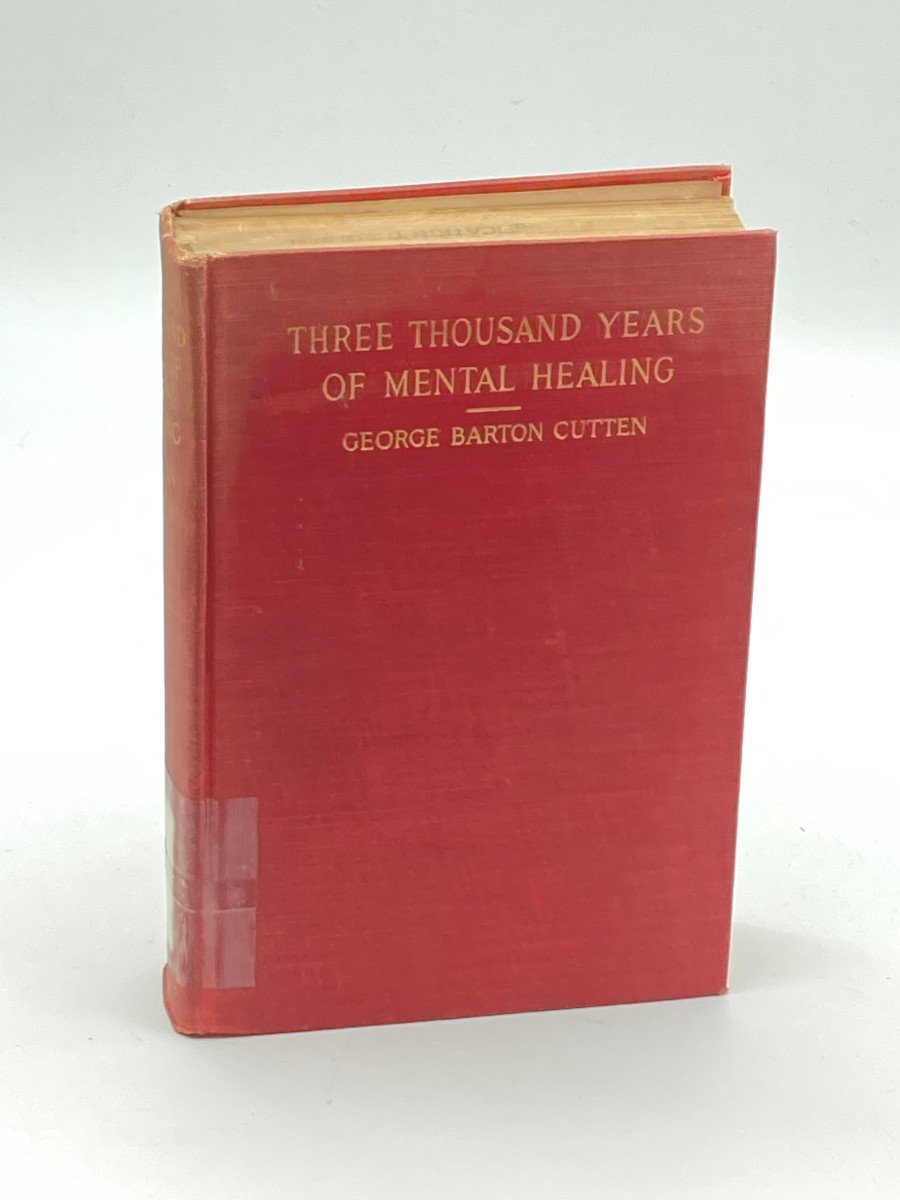 THREE THOUSAND YEARS
OF MENTAL HEALING
GEORGE BARTON CUTTEN